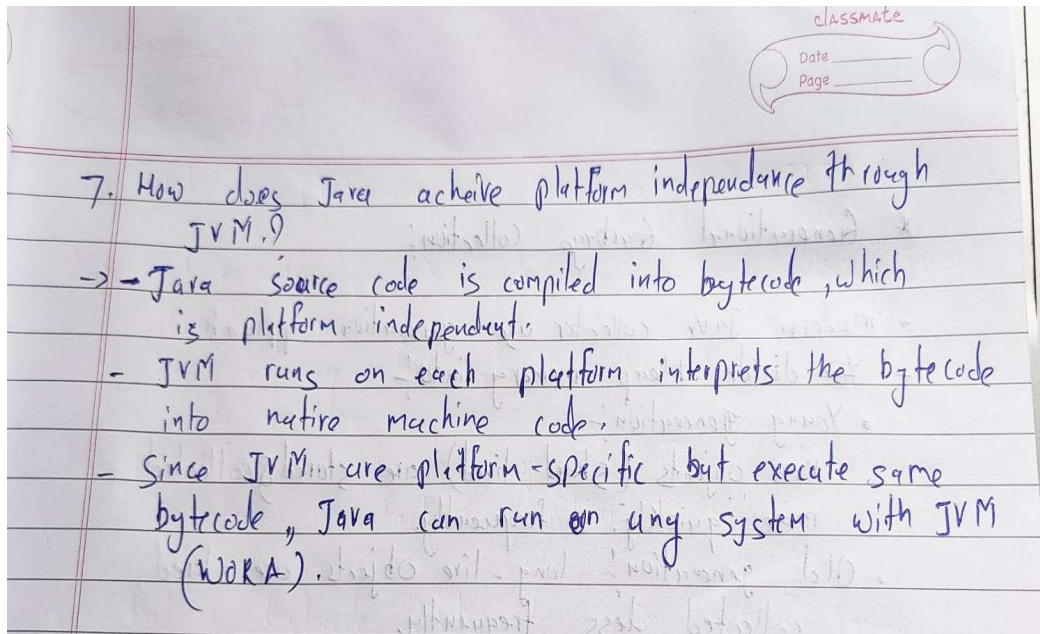 classmate
Date
Page
7. How does Java acheive platform independance through
JVM.?
-> - Java source code is compiled into bytecode, which
is platform independent.
- JVM runs on each platform interprets the bytecode
into native machine code.
- Since JVM are platform-specific but execute same
bytecode, Java can run on any system with JVM
(WORA).